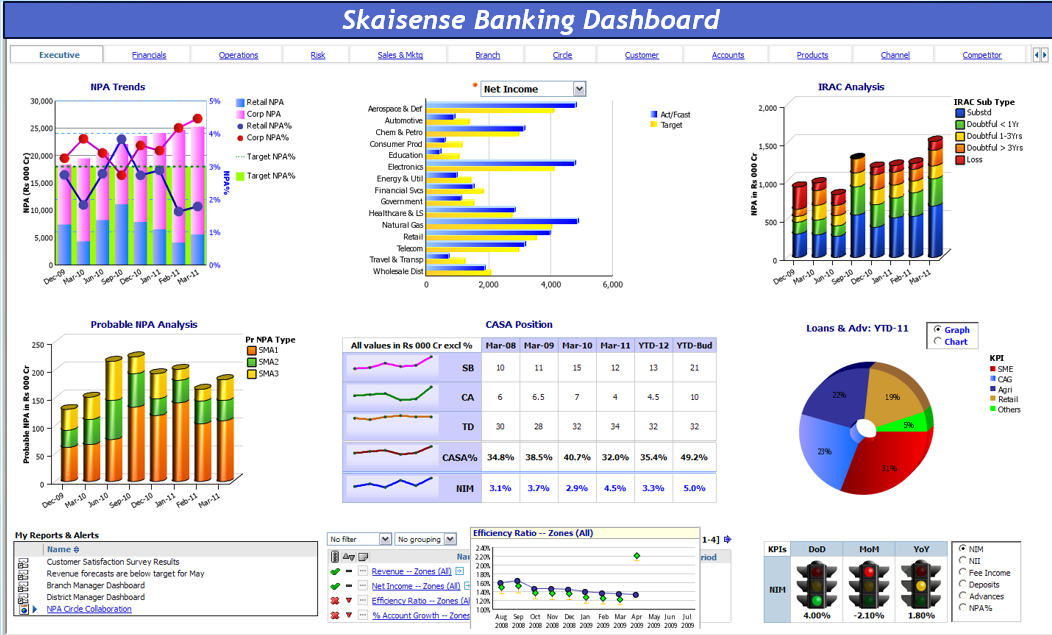 Skaisense Banking Dashboard
Executive Financials Operations Risk Sales & Mktg Branch Circle Customer Accounts Products Channel Competitor
NPA Trends
NPA (Rs 000 Cr)
30,000
25,000
20,000
15,000
10,000
5,000
0
5%
4%
3%
2%
1%
0%
NPA%
Dec-09 Mar-10 Jun-10 Sep-10 Dec-10 Jan-11 Feb-11 Mar-11
Retail NPA
Corp NPA
Retail NPA%
Corp NPA%
Target NPA%
Target NPA%
* Net Income
Aerospace & Def
Automotive
Chem & Petro
Consumer Prod
Education
Electronics
Energy & Util
Financial Svcs
Government
Healthcare & LS
Natural Gas
Retail
Telecom
Travel & Transp
Wholesale Dist
0 2,000 4,000 6,000
Act/Fcast
Target
IRAC Analysis
NPA in Rs 000 Cr
2,000
1,500
1,000
500
0
Dec-09 Mar-10 Jun-10 Sep-10 Dec-10 Jan-11 Feb-11 Mar-11
IRAC Sub Type
Substd
Doubtful < 1Yr
Doubtful 1-3Yrs
Doubtful > 3Yrs
Loss
Probable NPA Analysis
Probable NPA in Rs 000 Cr
250
200
150
100
50
0
Dec-09 Mar-10 Jun-10 Sep-10 Dec-10 Jan-11 Feb-11 Mar-11
Pr NPA Type
SMA1
SMA2
SMA3
CASA Position
All values in Rs 000 Cr excl % Mar-08 Mar-09 Mar-10 Mar-11 YTD-12 YTD-Bud
SB 10 11 15 12 13 21
CA 6 6.5 7 4 4.5 10
TD 30 28 32 34 32 32
CASA% 34.8% 38.5% 40.7% 32.0% 35.4% 49.2%
NIM 3.1% 3.7% 2.9% 4.5% 3.3% 5.0%
Loans & Adv: YTD-11
Graph
Chart
22%
19%
5%
23%
31%
KPI
SME
CAG
Agri
Retail
Others
My Reports & Alerts
Name
Customer Satisfaction Survey Results
Revenue forecasts are below target for May
Branch Manager Dashboard
District Manager Dashboard
NPA Circle Collaboration
No filter No grouping
1-4]
Revenue -- Zones (All)
Net Income -- Zones (All)
Efficiency Ratio -- Zones (Al
% Account Growth -- Zones
Efficiency Ratio -- Zones (All)
2.40%
2.20%
2.00%
1.80%
1.60%
1.40%
1.20%
1.00%
Aug Sep Oct Nov Dec Jan Feb Mar Apr May Jun Jul
2008 2008 2008 2008 2008 2009 2009 2009 2009 2009 2009 2009
KPIs DoD MoM YoY
NIM
4.00% -2.10% 1.80%
NIM
NII
Fee Income
Deposits
Advances
NPA%